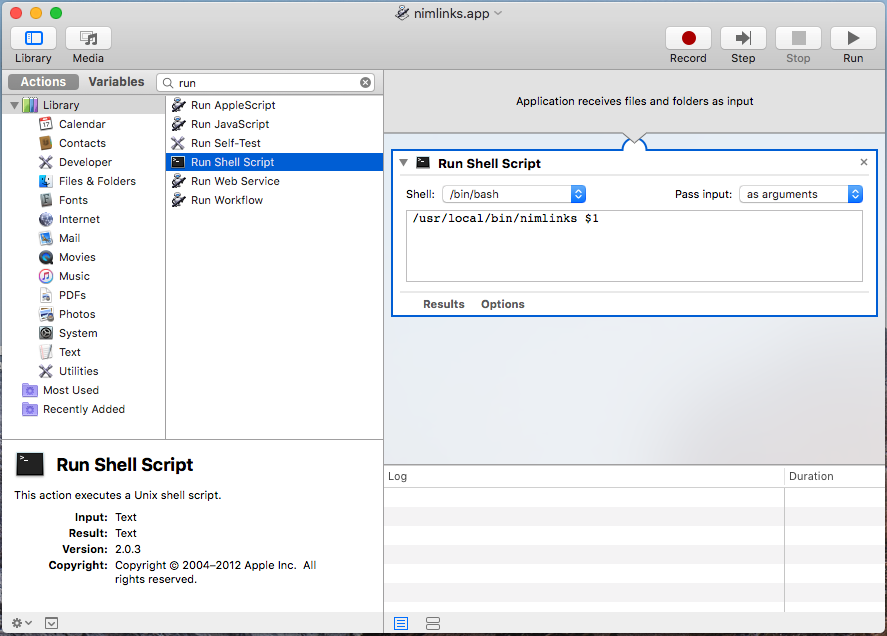 nimlinks.app
Library
Media
Record
Step
Stop
Run
Actions
Variables
run
Library
Calendar
Contacts
Developer
Files & Folders
Fonts
Internet
Mail
Movies
Music
PDFs
Photos
System
Text
Utilities
Most Used
Recently Added
Run AppleScript
Run JavaScript
Run Self-Test
Run Shell Script
Run Web Service
Run Workflow
Application receives files and folders as input
Run Shell Script
Shell: /bin/bash
Pass input: as arguments
/usr/local/bin/nimlinks $1
Results
Options
Run Shell Script
This action executes a Unix shell script.
Input: Text
Result: Text
Version: 2.0.3
Copyright: Copyright © 2004–2012 Apple Inc. All
rights reserved.
Log
Duration